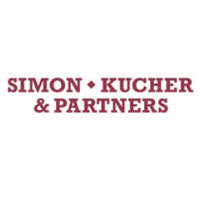 SIMON ◆ KUCHER
& PARTNERS